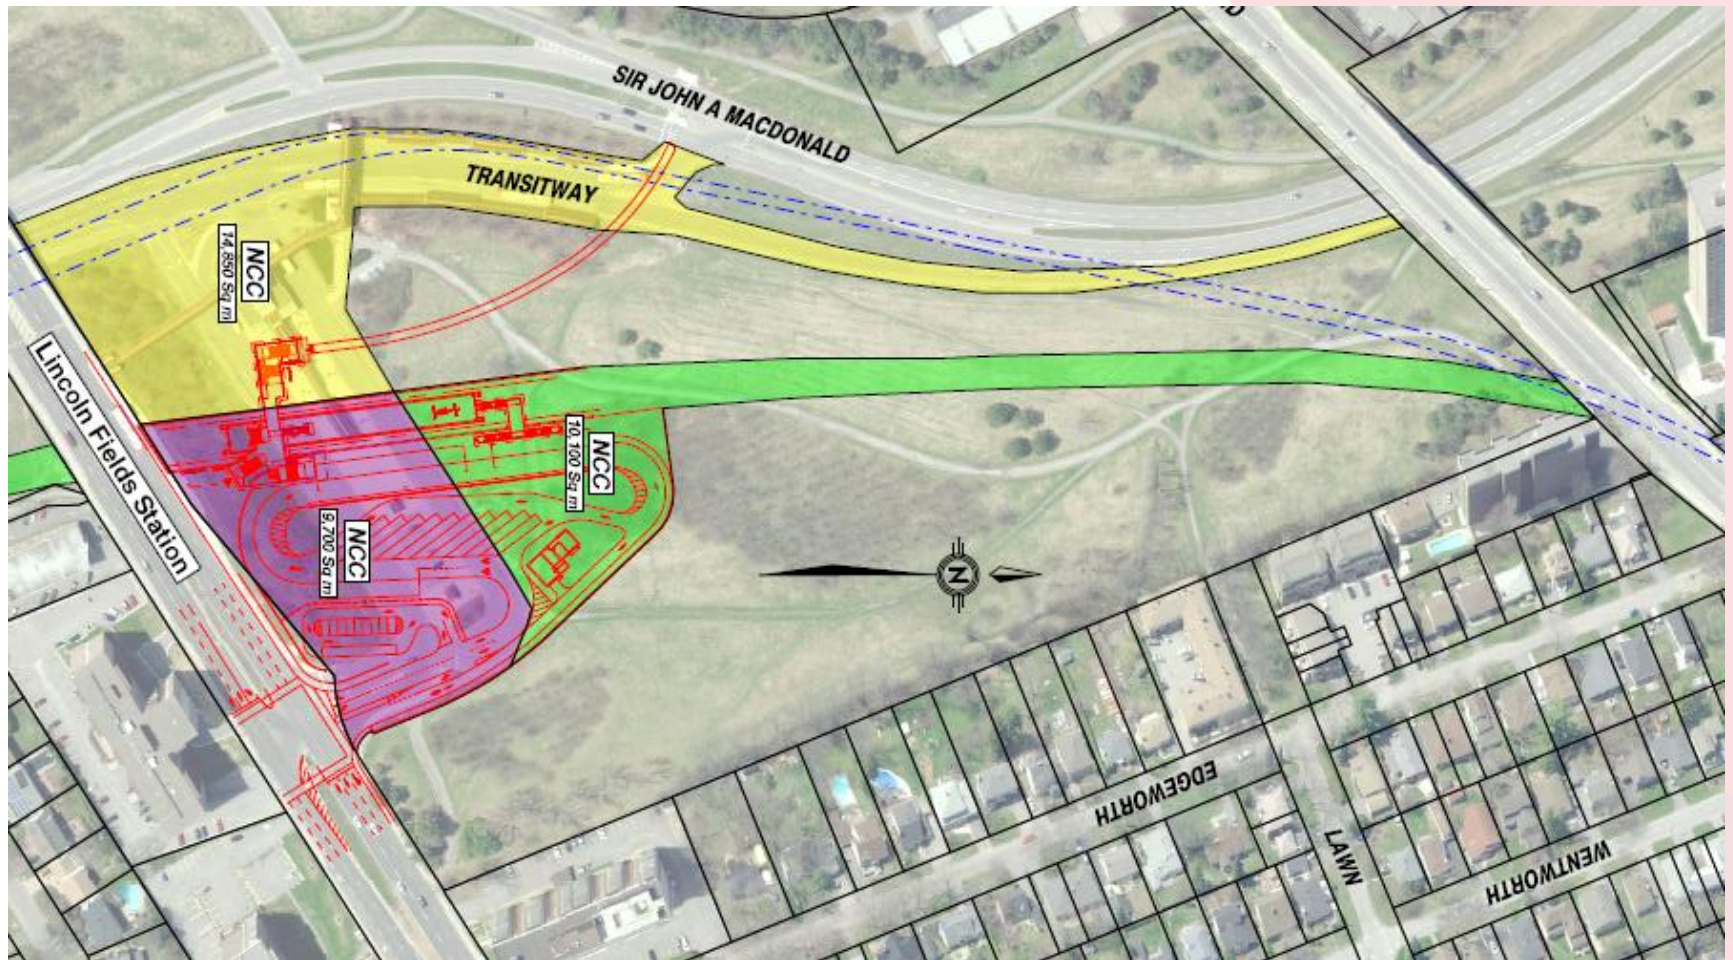 SIR JOHN A MACDONALD
TRANSITWAY
NCC
14,850 Sq m
Lincoln Fields Station
NCC
10,100 Sq m
NCC
9,700 Sq m
N
EDGEWORTH
LAWN
WENTWORTH